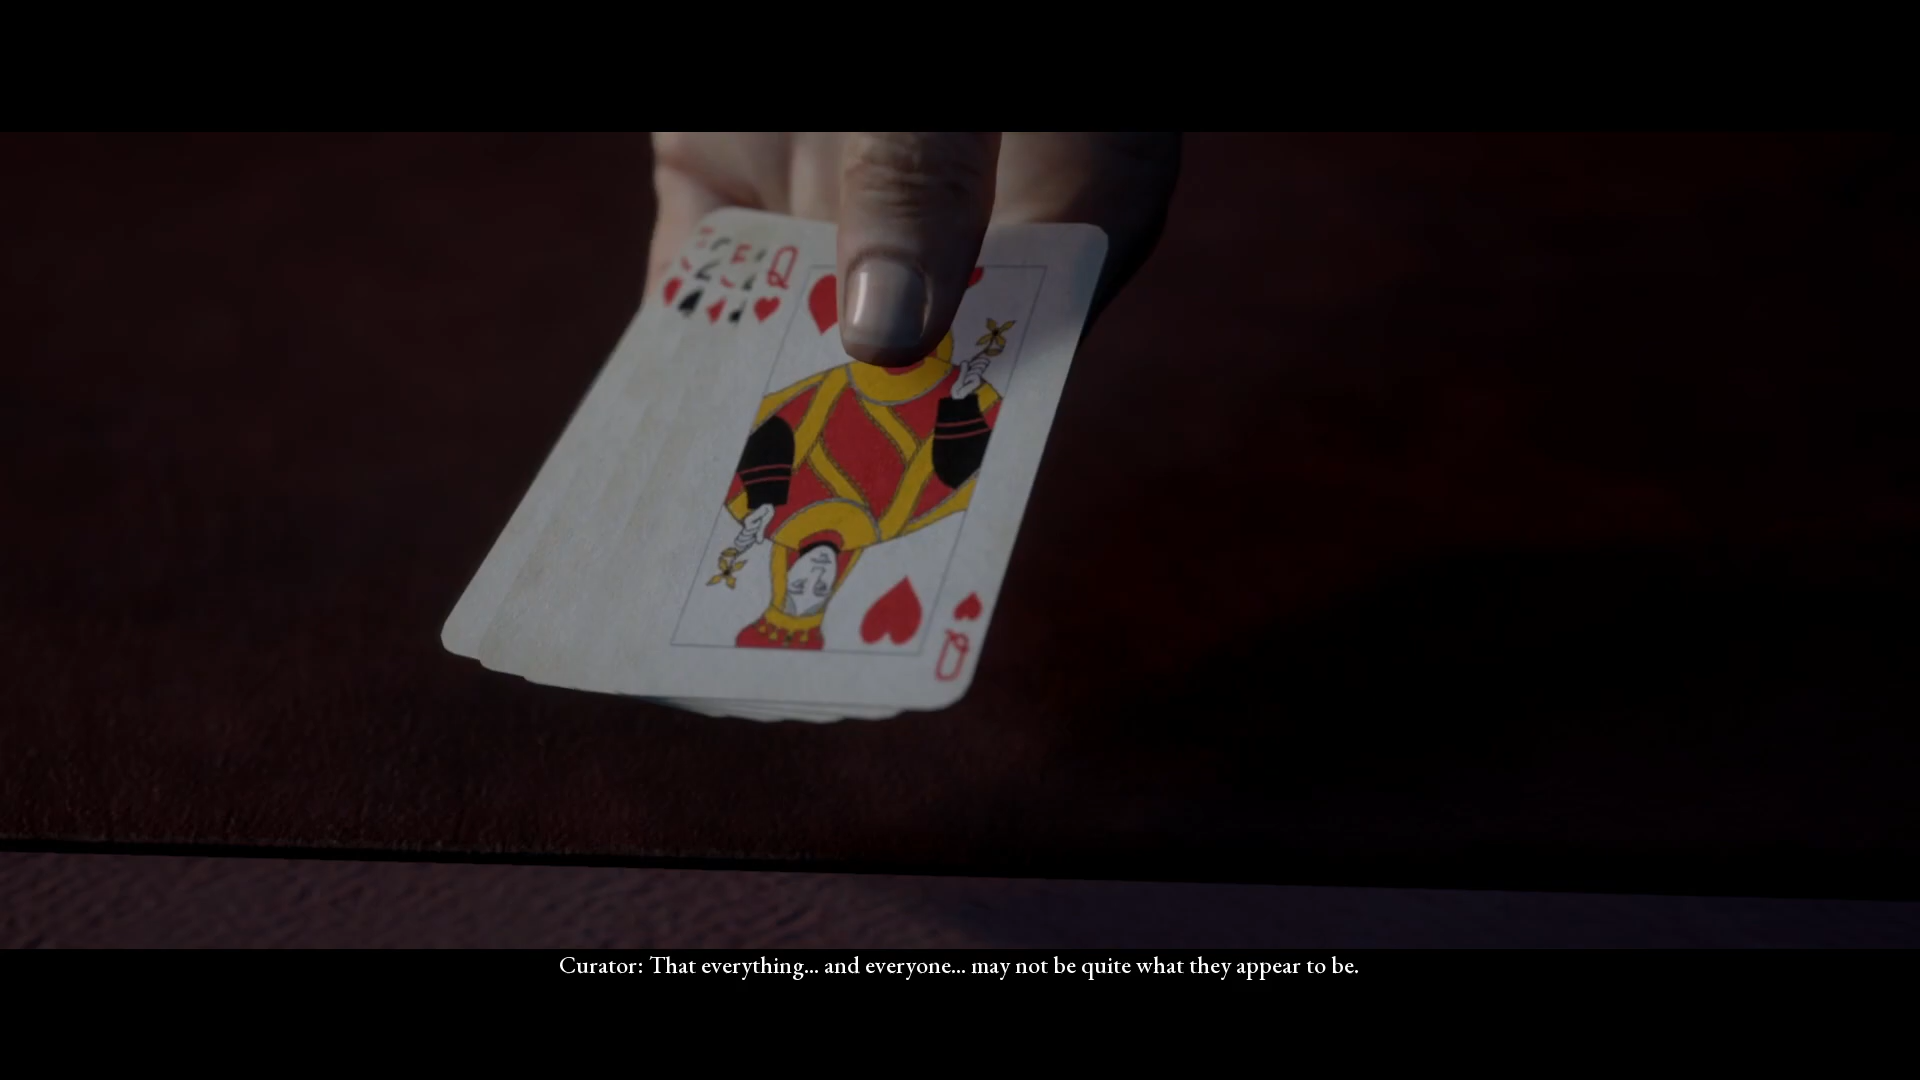 Q
Q
Curator: That everything... and everyone... may not be quite what they appear to be.